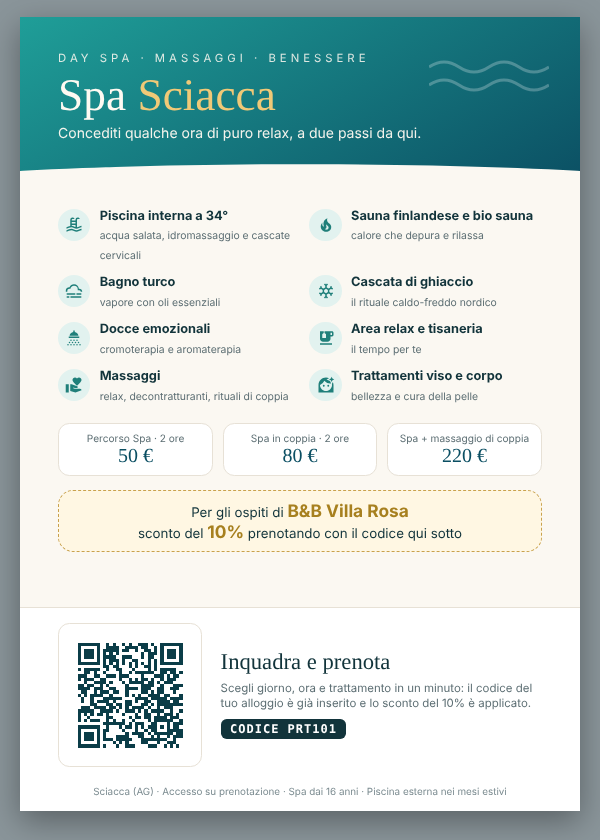 DAY SPA · MASSAGGI · BENESSERE
Spa Sciacca
Concediti qualche ora di puro relax, a due passi da qui.
Piscina interna a 34°
acqua salata, idromassaggio e cascate
cervicali
Sauna finlandese e bio sauna
calore che depura e rilassa
Bagno turco
vapore con oli essenziali
Cascata di ghiaccio
il rituale caldo-freddo nordico
Docce emozionali
cromoterapia e aromaterapia
Area relax e tisaneria
il tempo per te
Massaggi
relax, decontratturanti, rituali di coppia
Trattamenti viso e corpo
bellezza e cura della pelle
Percorso Spa · 2 ore
50 €
Spa in coppia · 2 ore
80 €
Spa + massaggio di coppia
220 €
Per gli ospiti di B&B Villa Rosa
sconto del 10% prenotando con il codice qui sotto
Inquadra e prenota
Scegli giorno, ora e trattamento in un minuto: il codice del
tuo alloggio è già inserito e lo sconto del 10% è applicato.
CODICE PRT101
Sciacca (AG) · Accesso su prenotazione · Spa dai 16 anni · Piscina esterna nei mesi estivi